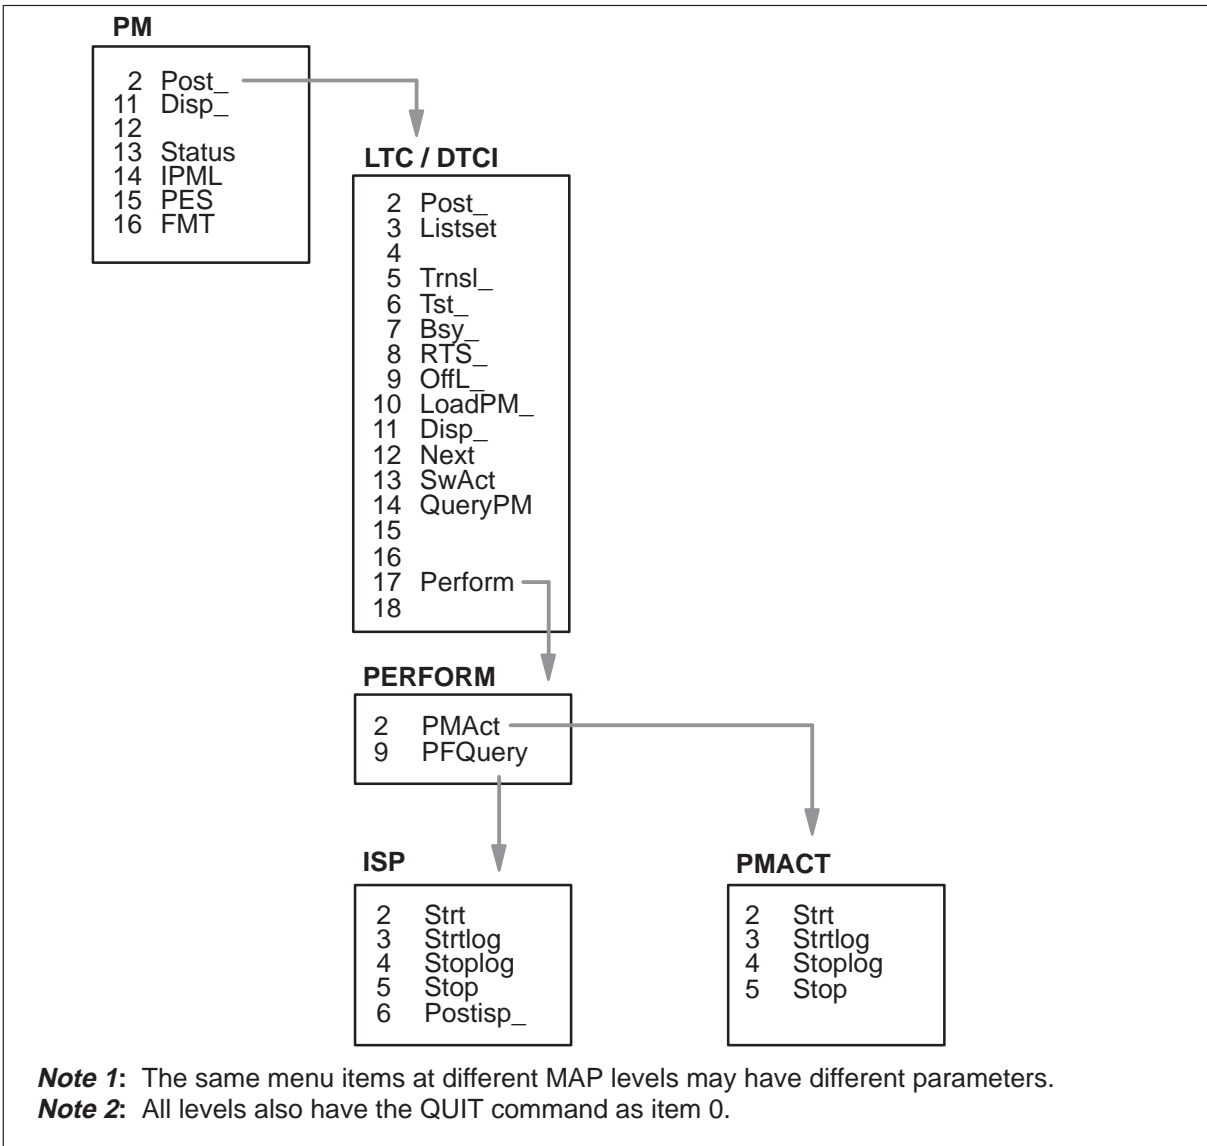 PM
2 Post_
11 Disp_
12
13 Status
14 IPML
15 PES
16 FMT
LTC / DTCI
2 Post_
3 Listset
4
5 Trnsl_
6 Tst_
7 Bsy_
8 RTS_
9 OffL_
10 LoadPM_
11 Disp_
12 Next
13 SwAct
14 QueryPM
15
16
17 Perform
18
PERFORM
2 PMAct
9 PFQuery
ISP
2 Strt
3 Strtlog
4 Stoplog
5 Stop
6 Postisp_
PMACT
2 Strt
3 Strtlog
4 Stoplog
5 Stop
Note 1: The same menu items at different MAP levels may have different parameters.
Note 2: All levels also have the QUIT command as item 0.